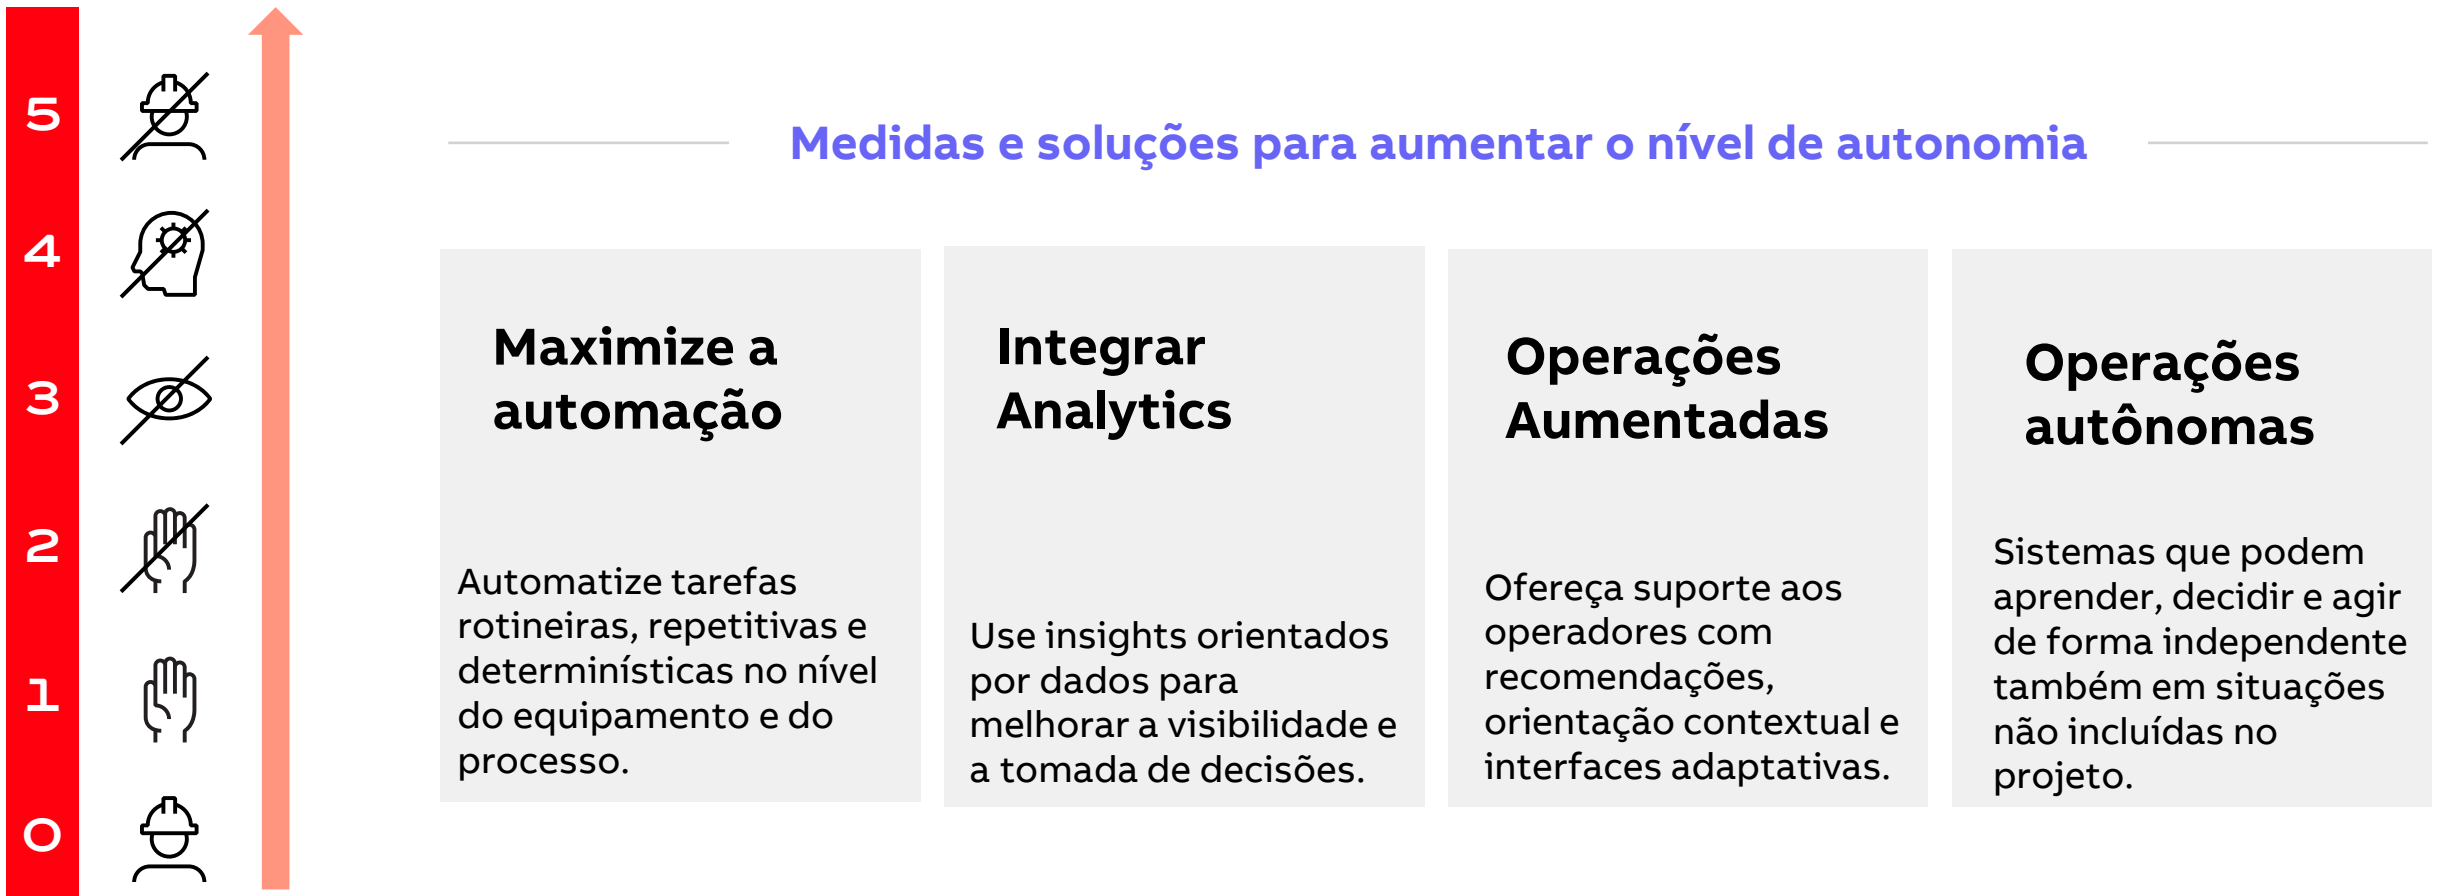 5
4
3
2
1
0
Medidas e soluções para aumentar o nível de autonomia
Maximize a
automação
Automatize tarefas
rotineiras, repetitivas e
determinísticas no nível
do equipamento e do
processo.
Integrar
Analytics
Use insights orientados
por dados para
melhorar a visibilidade e
a tomada de decisões.
Operações
Aumentadas
Ofereça suporte aos
operadores com
recomendações,
orientação contextual e
interfaces adaptativas.
Operações
autônomas
Sistemas que podem
aprender, decidir e agir
de forma independente
também em situações
não incluídas no
projeto.